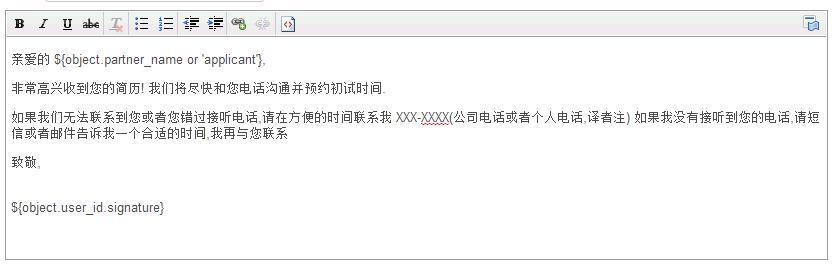 B I U abc Tx
亲爱的 ${object.partner_name or 'applicant'},
非常高兴收到您的简历! 我们将尽快和您电话沟通并预约初试时间.
如果我们无法联系到您或者您错过接听电话,请在方便的时间联系我 XXX-XXXX(公司电话或者个人电话,译者注) 如果我没有接听到您的电话,请短
信或者邮件告诉我一个合适的时间,我再与您联系
致敬,
${object.user_id.signature}